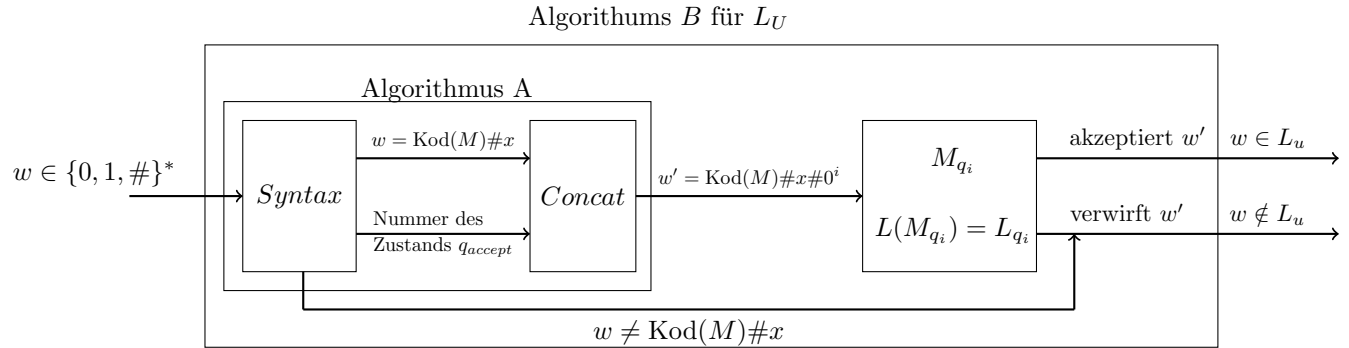 Algorithums B für L_U
Algorithmus A
w ∈ {0, 1, #}*
Syntax
w = Kod(M)#x
Nummer des
Zustands q_accept
Concat
w' = Kod(M)#x#0^i
M_{q_i}
L(M_{q_i}) = L_{q_i}
akzeptiert w'
w ∈ L_u
verwirft w'
w ∉ L_u
w ≠ Kod(M)#x